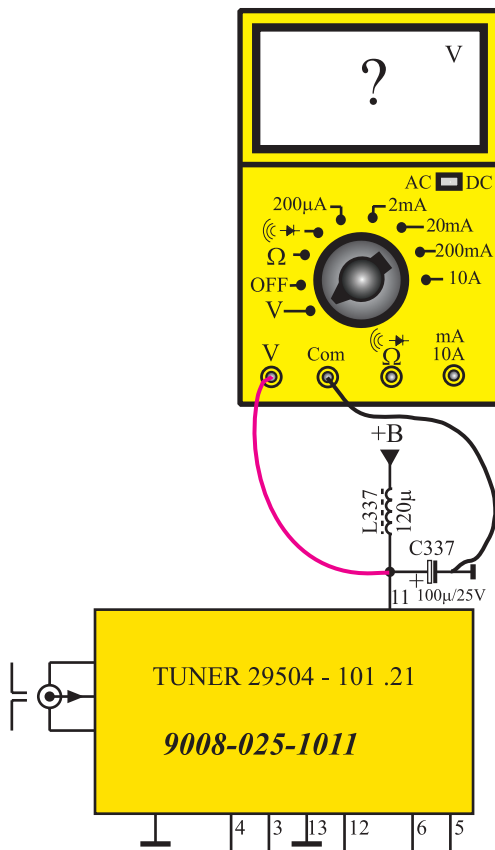 V
?
AC DC
200µA 2mA
20mA
Ω 200mA
OFF 10A
V
V Com Ω mA
10A
+B
L337
120µ
C337
+
11 100µ/25V
TUNER 29504 - 101 .21
9008-025-1011
4 3 13 12 6 5